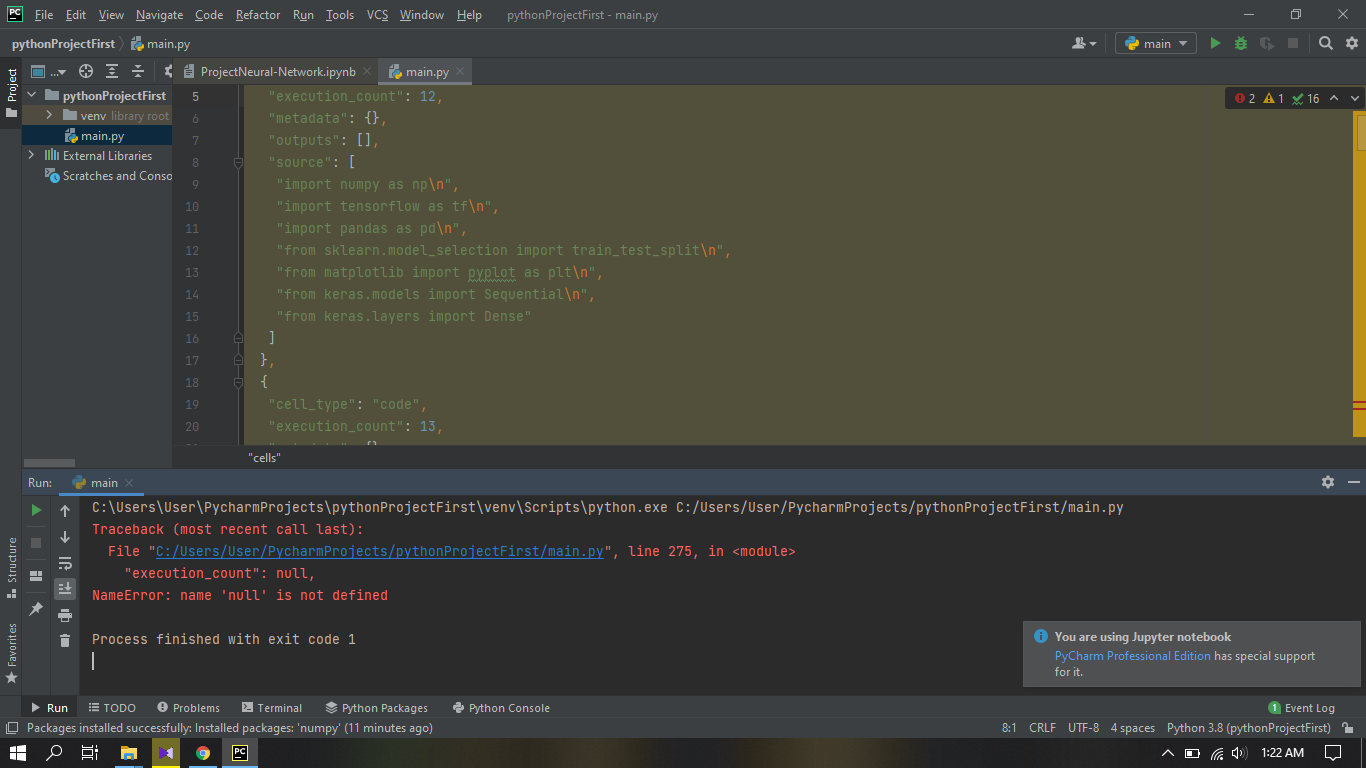 PC File Edit View Navigate Code Refactor Run Tools VCS Window Help pythonProjectFirst - main.py
pythonProjectFirst main.py main
Project ... ProjectNeural-Network.ipynb main.py
pythonProjectFirst
venv library root
main.py
External Libraries
Scratches and Conso
2 1 16
5 "execution_count": 12,
6 "metadata": {},
7 "outputs": [],
8 "source": [
9 "import numpy as np\n",
10 "import tensorflow as tf\n",
11 "import pandas as pd\n",
12 "from sklearn.model_selection import train_test_split\n",
13 "from matplotlib import pyplot as plt\n",
14 "from keras.models import Sequential\n",
15 "from keras.layers import Dense"
16 ]
17 },
18 {
19 "cell_type": "code",
20 "execution_count": 13,
"cells"
Run: main
C:\Users\User\PycharmProjects\pythonProjectFirst\venv\Scripts\python.exe C:/Users/User/PycharmProjects/pythonProjectFirst/main.py
Traceback (most recent call last):
File "C:/Users/User/PycharmProjects/pythonProjectFirst/main.py", line 275, in <module>
"execution_count": null,
NameError: name 'null' is not defined
Process finished with exit code 1
Structure
Favorites
You are using Jupyter notebook
PyCharm Professional Edition has special support
for it.
Run TODO Problems Terminal Python Packages Python Console 1 Event Log
Packages installed successfully: Installed packages: 'numpy' (11 minutes ago) 8:1 CRLF UTF-8 4 spaces Python 3.8 (pythonProjectFirst)
PC 1:22 AM